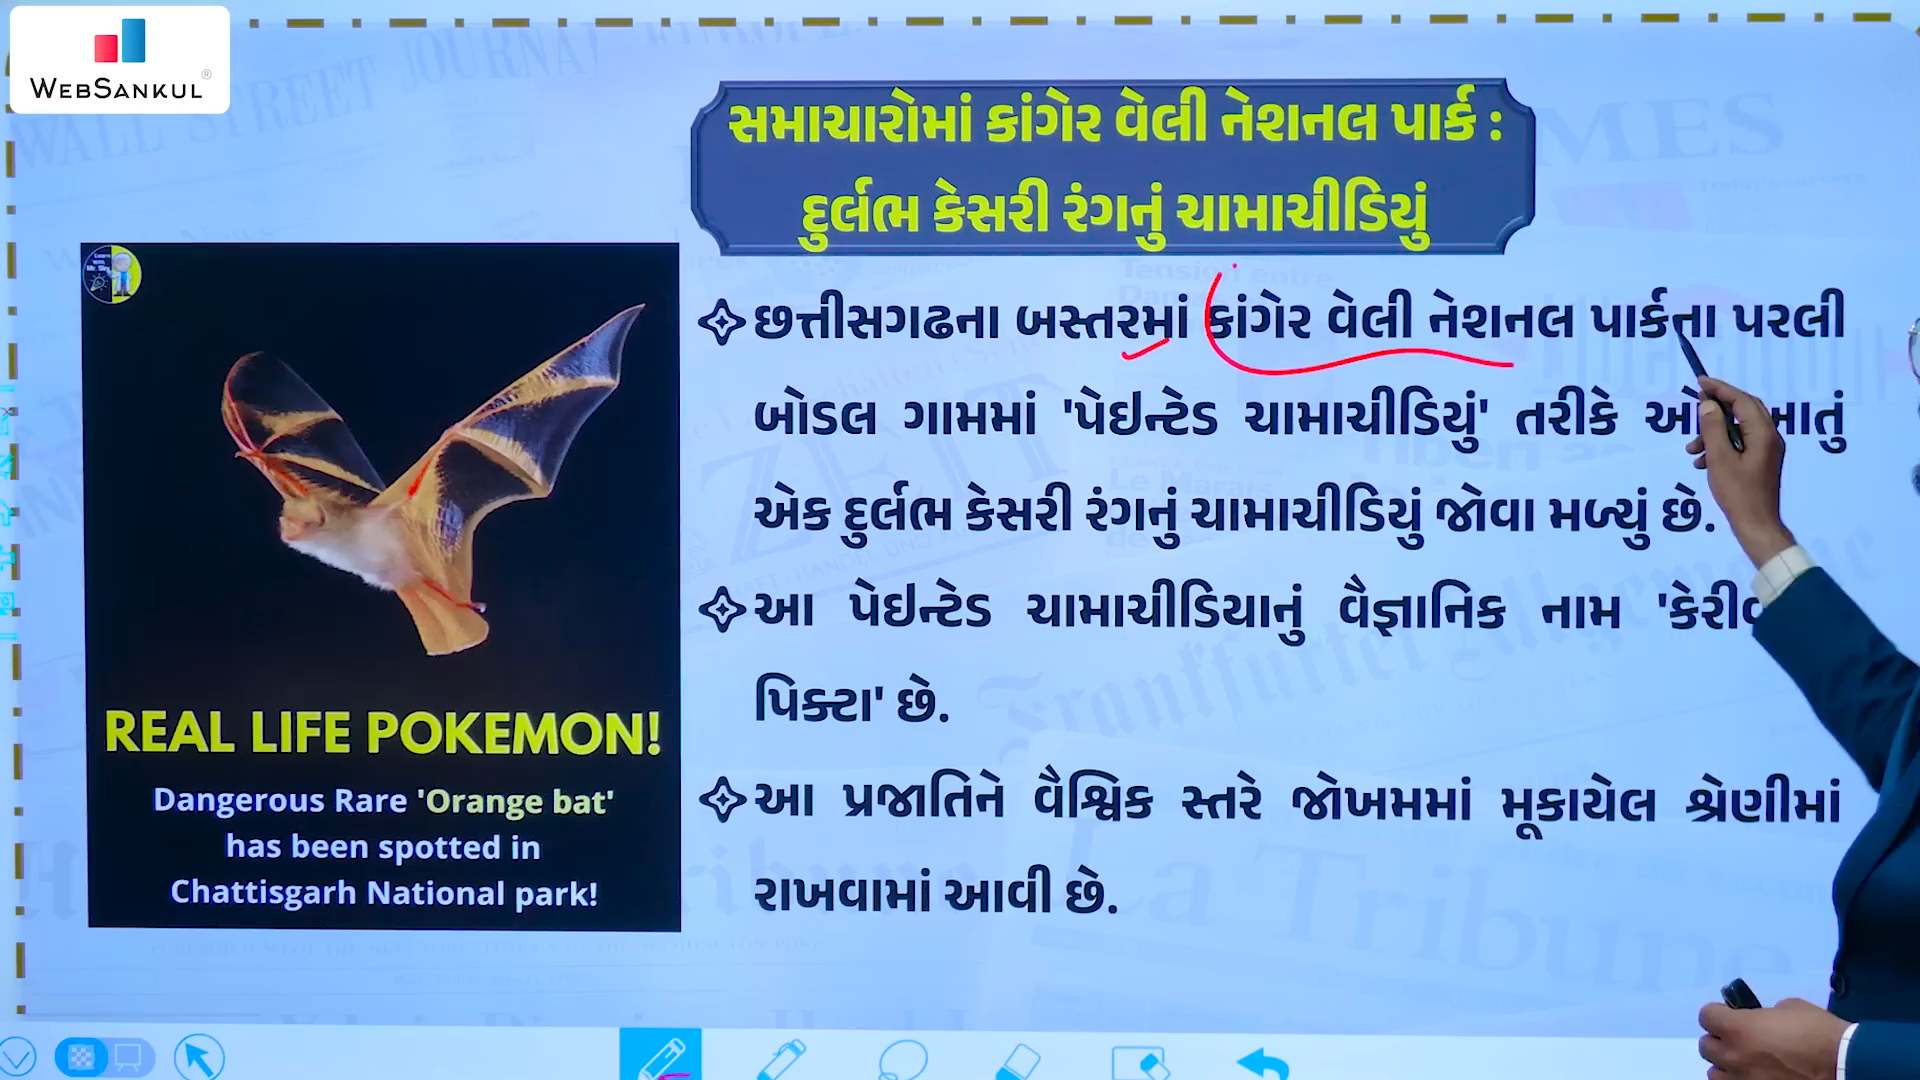 WEBSANKUL®
સમાચારોમાં કાંગેર વેલી નેશનલ પાર્ક :
દુર્લભ કેસરી રંગનું ચામાચીડિયું
છત્તીસગઢના બસ્તરમાં કાંગેર વેલી નેશનલ પાર્કના પરલી
બોડલ ગામમાં 'પેઇન્ટેડ ચામાચીડિયું' તરીકે
એક દુર્લભ કેસરી રંગનું ચામાચીડિયું જોવા મળ્યું છે.
આ પેઇન્ટેડ ચામાચીડિયાનું વૈજ્ઞાનિક નામ
પિક્ટા' છે.
આ પ્રજાતિને વૈશ્વિક સ્તરે જોખમમાં મૂકાયેલ શ્રેણીમાં
રાખવામાં આવી છે.
REAL LIFE POKEMON!
Dangerous Rare 'Orange bat'
has been spotted in
Chattisgarh National park!